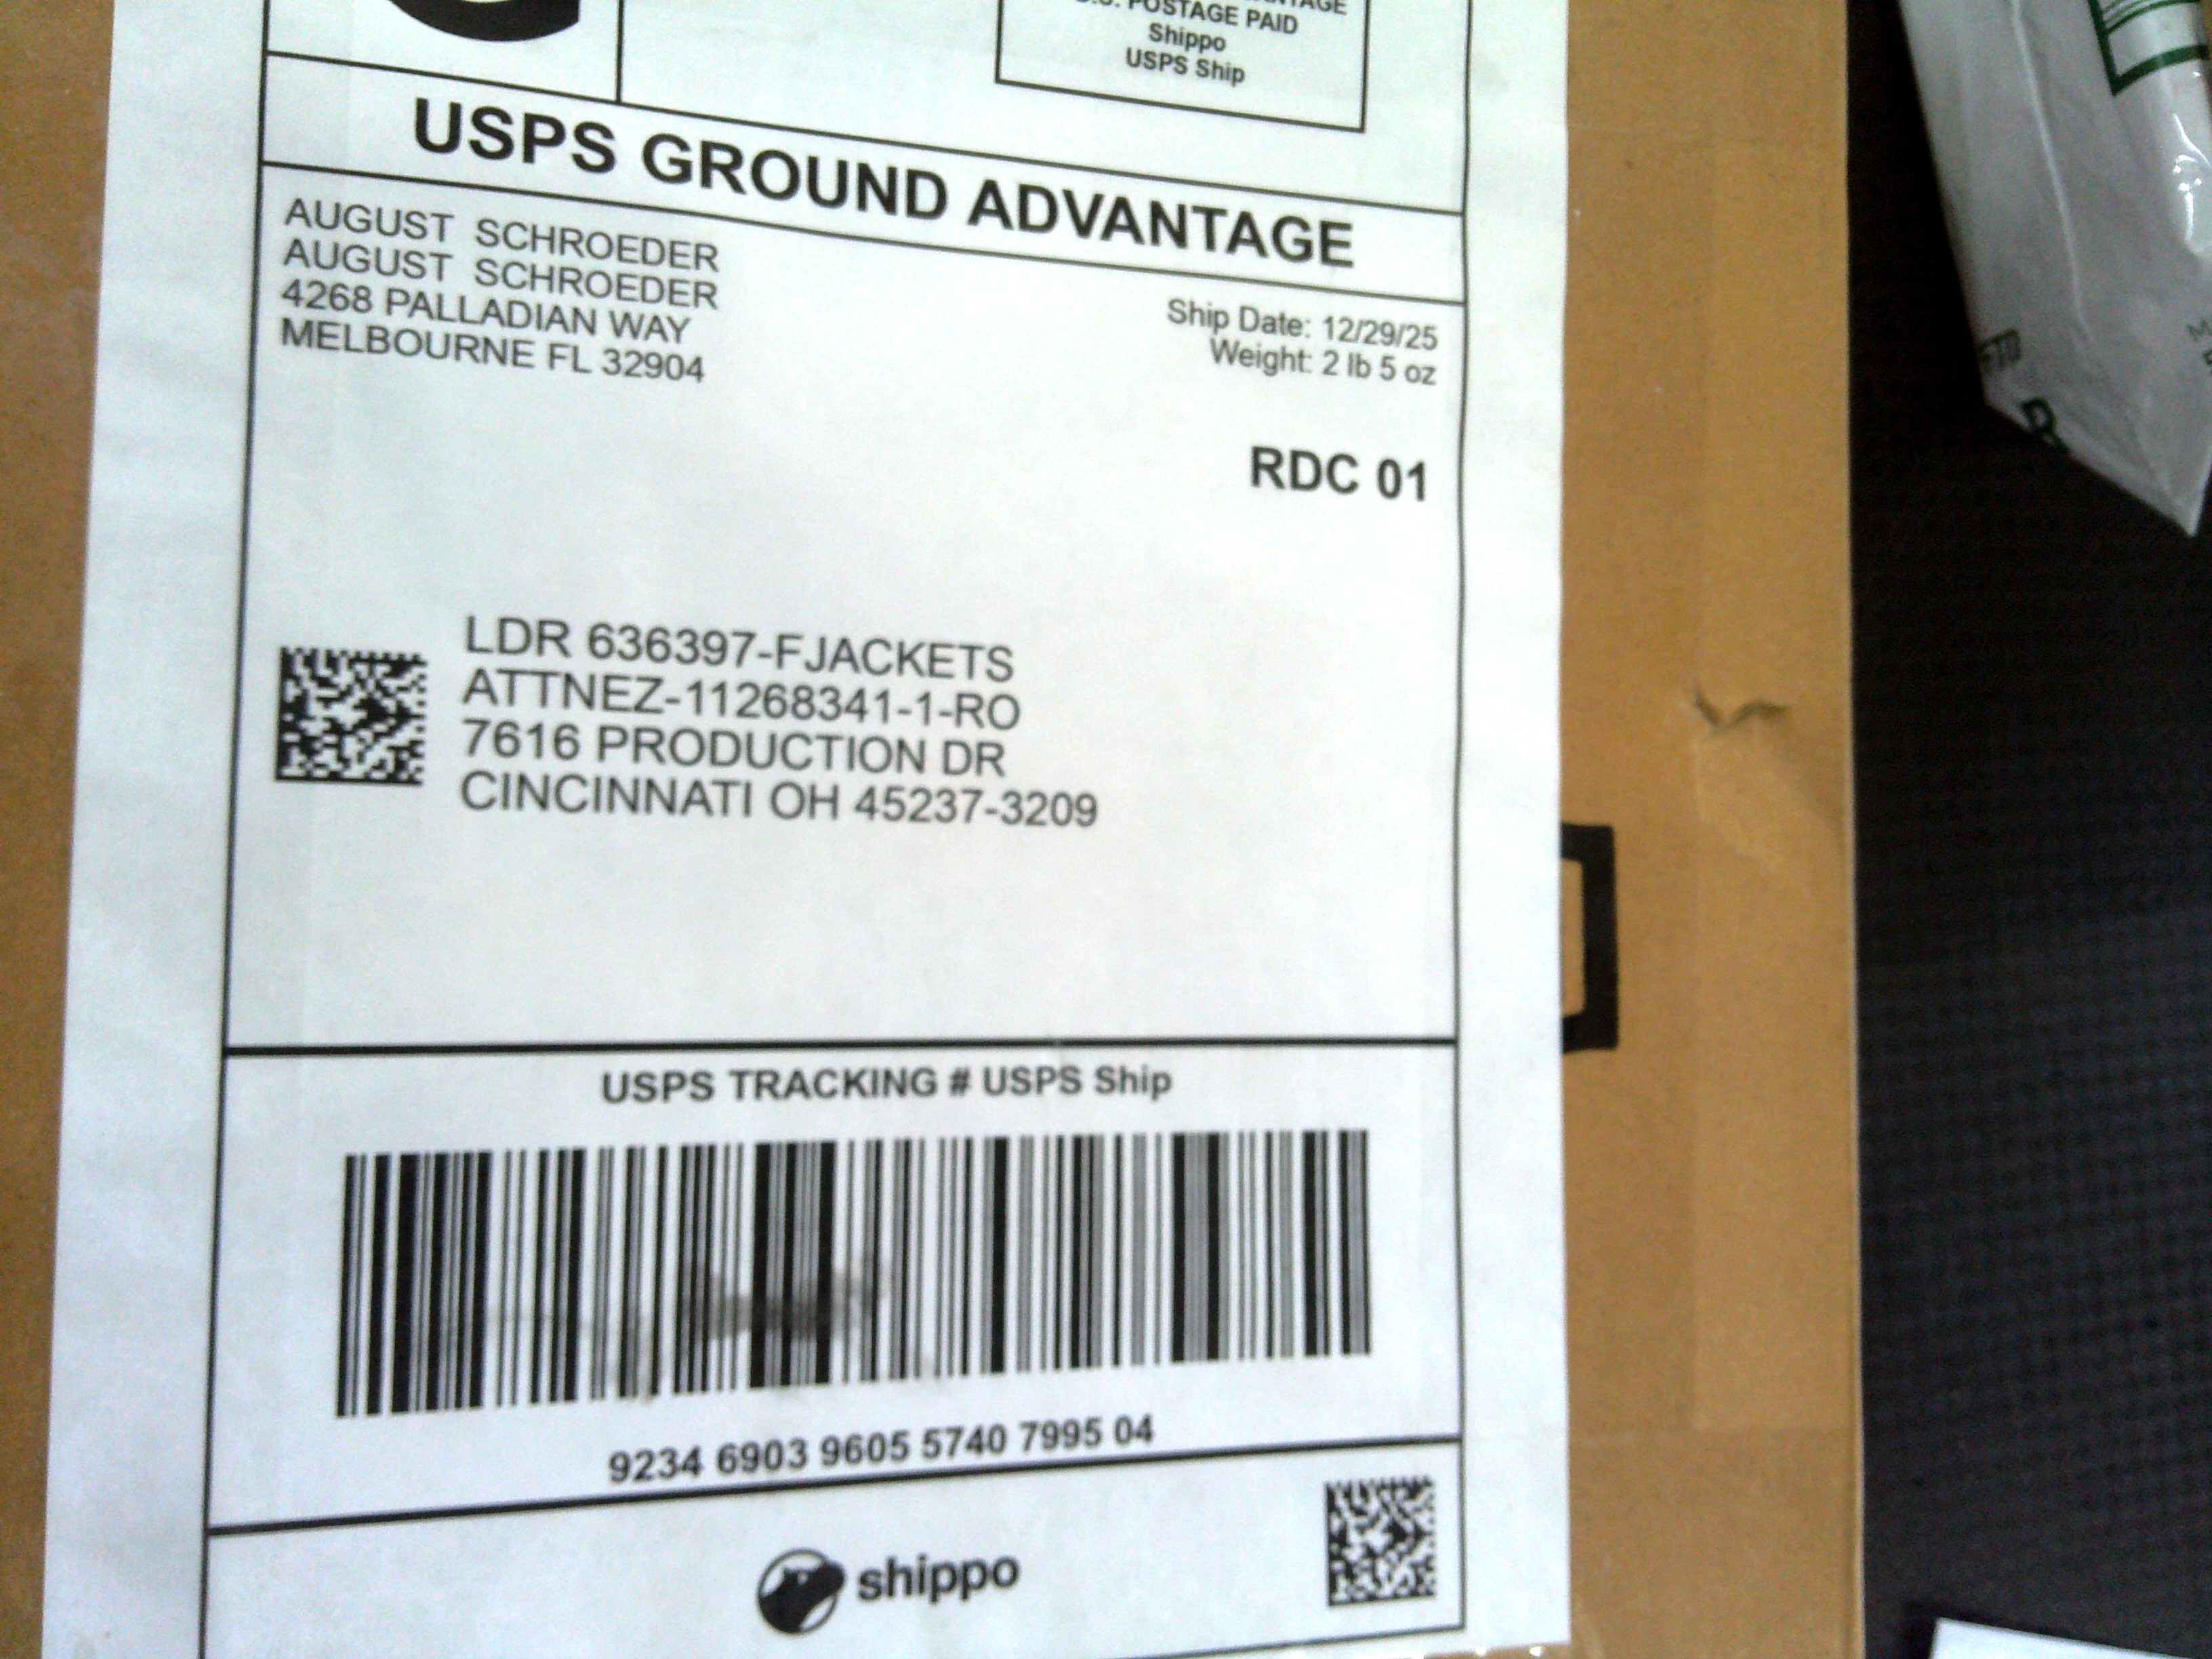 POSTAGE PAID
Shippo
USPS Ship
USPS GROUND ADVANTAGE
AUGUST SCHROEDER
AUGUST SCHROEDER
4268 PALLADIAN WAY
MELBOURNE FL 32904
Ship Date: 12/29/25
Weight: 2 lb 5 oz
RDC 01
LDR 636397-FJACKETS
ATTNEZ-11268341-1-RO
7616 PRODUCTION DR
CINCINNATI OH 45237-3209
USPS TRACKING # USPS Ship
9234 6903 9605 5740 7995 04
shippo